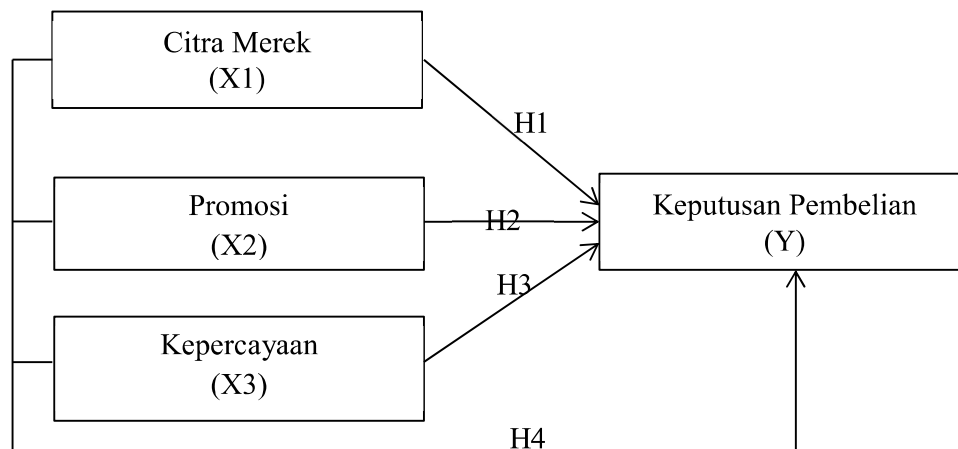 Citra Merek
(X1)
H1
Promosi
(X2)
H2
Keputusan Pembelian
(Y)
H3
Kepercayaan
(X3)
H4